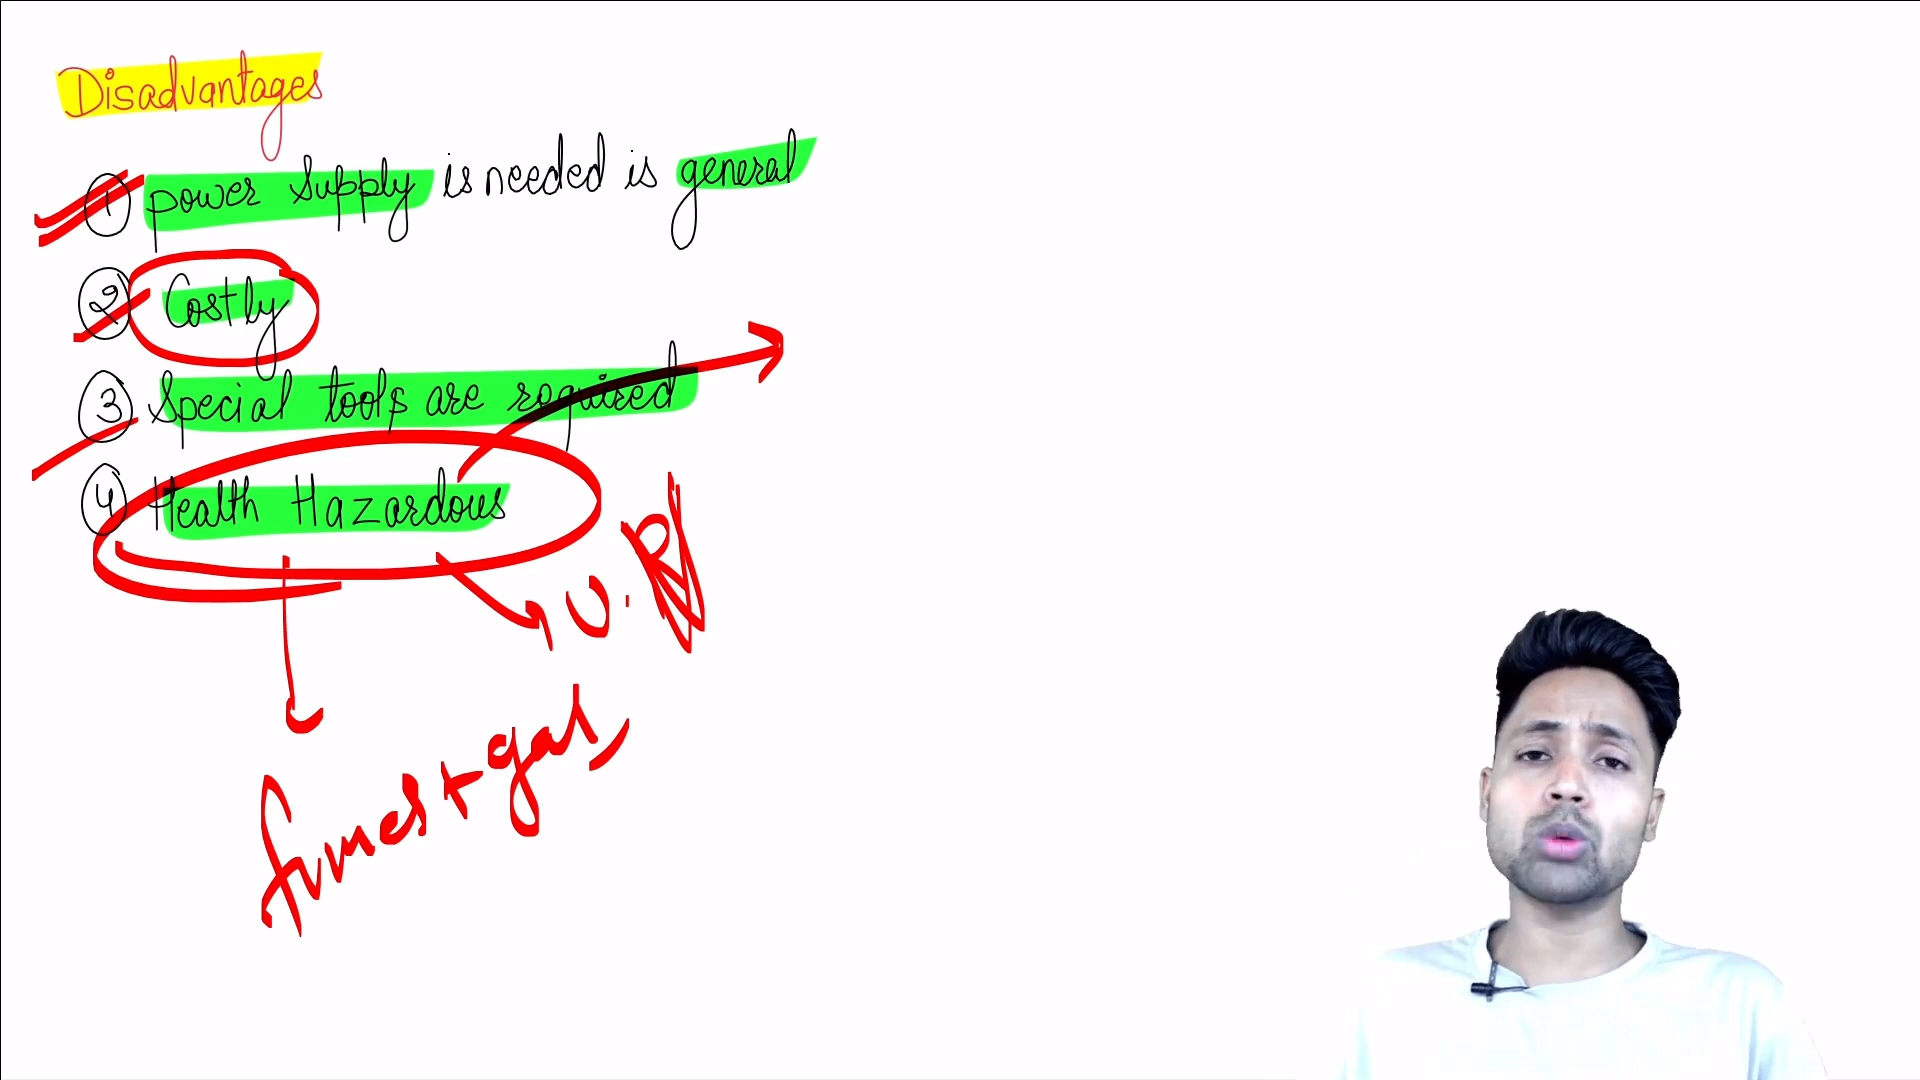 Disadvantages
① power supply is needed is general
② Costly
③ Special tools are required
④ Health Hazardous
U.
fumes + gas